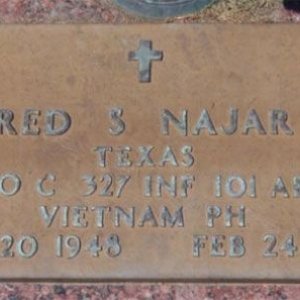 RED S NAJAR
TEXAS
O C 327 INF 101 AB
VIETNAM PH
20 1948 FEB 24